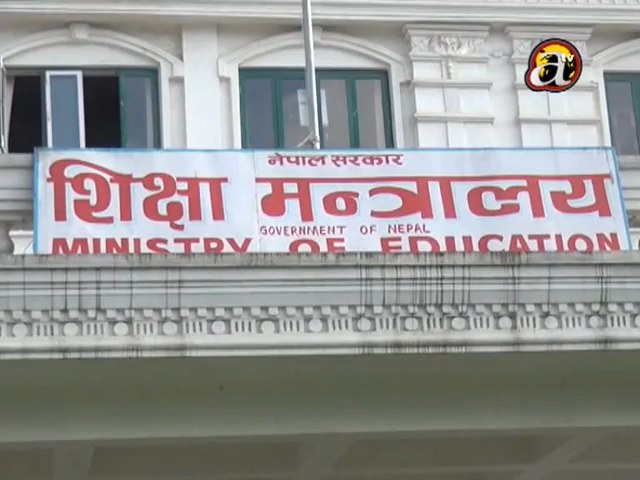 नेपाल सरकार
शिक्षा मन्त्रालय
GOVERNMENT OF NEPAL
MINISTRY OF EDUCATION